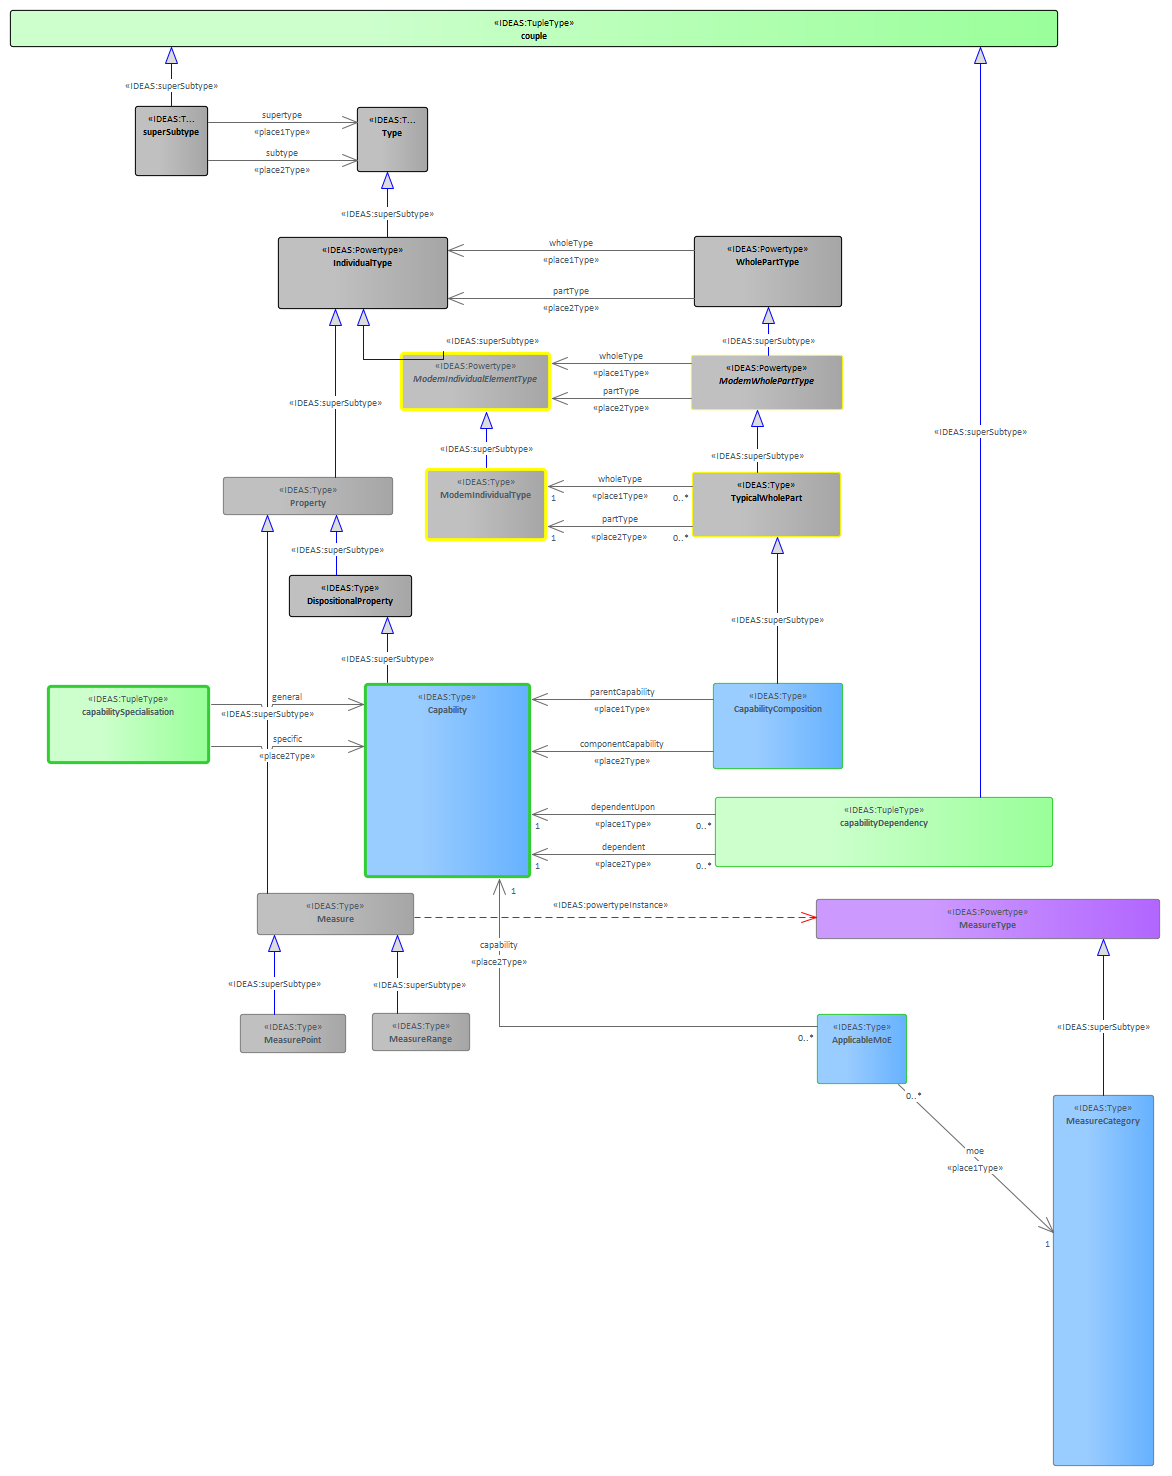 «IDEAS:TupleType»
couple
«IDEAS:superSubtype»
«IDEAS:T...
superSubtype
supertype
«place1Type»
subtype
«place2Type»
«IDEAS:T...
Type
«IDEAS:superSubtype»
«IDEAS:Powertype»
IndividualType
wholeType
«place1Type»
partType
«place2Type»
«IDEAS:Powertype»
WholePartType
«IDEAS:superSubtype»
«IDEAS:superSubtype»
«IDEAS:Powertype»
ModemIndividualElementType
wholeType
«place1Type»
partType
«place2Type»
«IDEAS:Powertype»
ModemWholePartType
«IDEAS:superSubtype»
«IDEAS:superSubtype»
«IDEAS:superSubtype»
«IDEAS:superSubtype»
«IDEAS:Type»
Property
«IDEAS:Type»
ModemIndividualType
wholeType
1
«place1Type»
0..*
partType
1
«place2Type»
0..*
«IDEAS:Type»
TypicalWholePart
«IDEAS:superSubtype»
«IDEAS:Type»
DispositionalProperty
«IDEAS:superSubtype»
«IDEAS:superSubtype»
«IDEAS:TupleType»
capabilitySpecialisation
general
«IDEAS:superSubtype»
specific
«place2Type»
«IDEAS:Type»
Capability
parentCapability
«place1Type»
componentCapability
«place2Type»
«IDEAS:Type»
CapabilityComposition
dependentUpon
1
«place1Type»
0..*
dependent
1
«place2Type»
0..*
«IDEAS:TupleType»
capabilityDependency
«IDEAS:Type»
Measure
1
«IDEAS:powertypeInstance»
«IDEAS:Powertype»
MeasureType
capability
«place2Type»
«IDEAS:superSubtype»
«IDEAS:superSubtype»
«IDEAS:Type»
MeasurePoint
«IDEAS:Type»
MeasureRange
0..*
«IDEAS:Type»
ApplicableMoE
«IDEAS:superSubtype»
0..*
moe
«place1Type»
1
«IDEAS:Type»
MeasureCategory